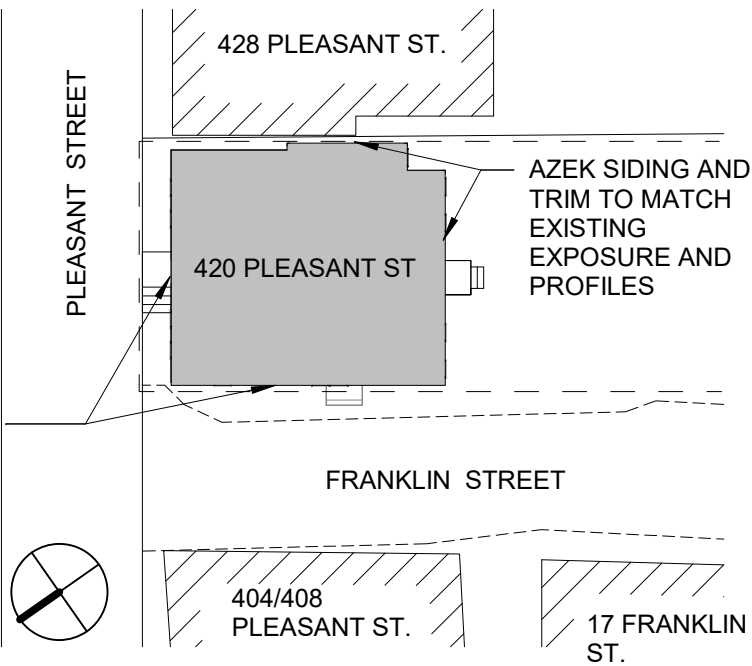 428 PLEASANT ST.
PLEASANT STREET
AZEK SIDING AND
TRIM TO MATCH
EXISTING
EXPOSURE AND
PROFILES
420 PLEASANT ST
FRANKLIN STREET
404/408
PLEASANT ST.
17 FRANKLIN
ST.